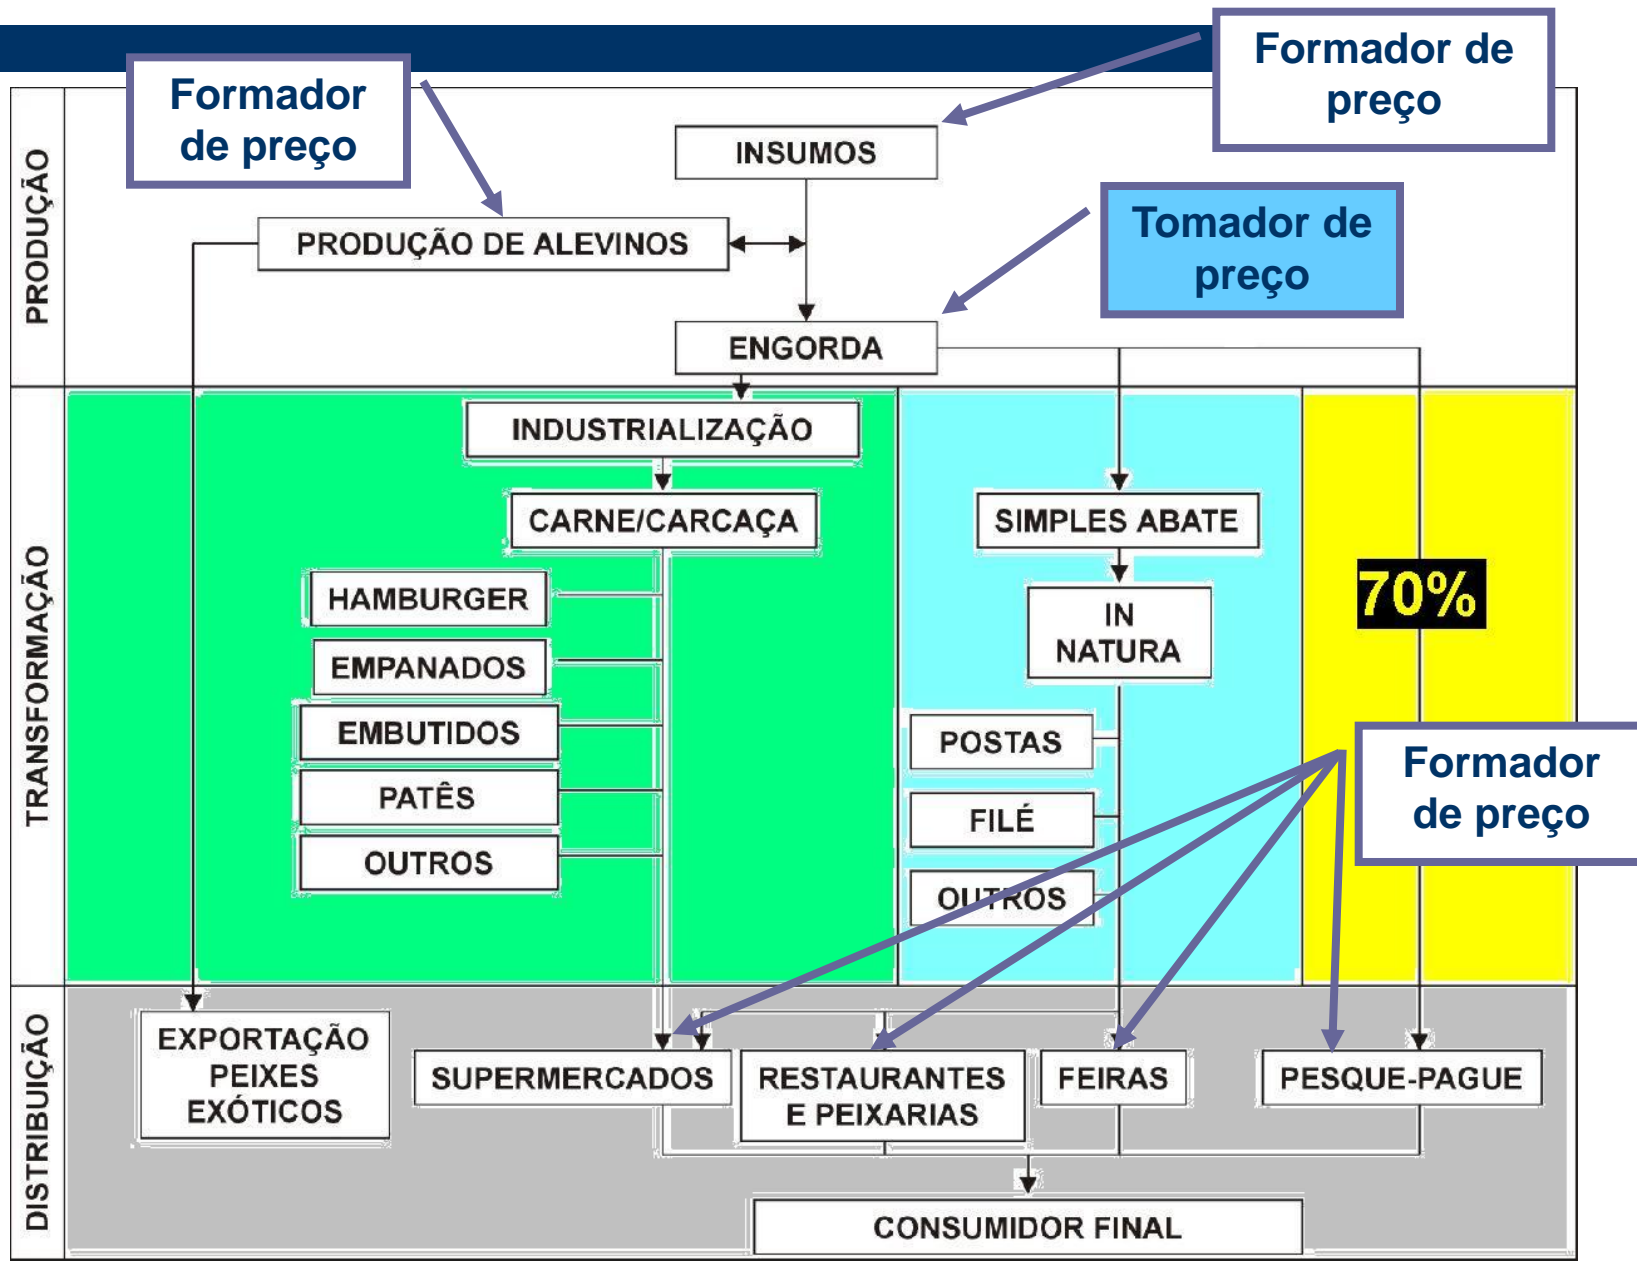 Formador de
preço
Formador
de preço
PRODUÇÃO
INSUMOS
Tomador de
preço
PRODUÇÃO DE ALEVINOS
ENGORDA
TRANSFORMAÇÃO
INDUSTRIALIZAÇÃO
CARNE/CARCAÇA
HAMBURGER
EMPANADOS
EMBUTIDOS
PATÊS
OUTROS
SIMPLES ABATE
IN
NATURA
POSTAS
FILÉ
OUTROS
70%
Formador
de preço
DISTRIBUIÇÃO
EXPORTAÇÃO
PEIXES
EXÓTICOS
SUPERMERCADOS
RESTAURANTES
E PEIXARIAS
FEIRAS
PESQUE-PAGUE
CONSUMIDOR FINAL